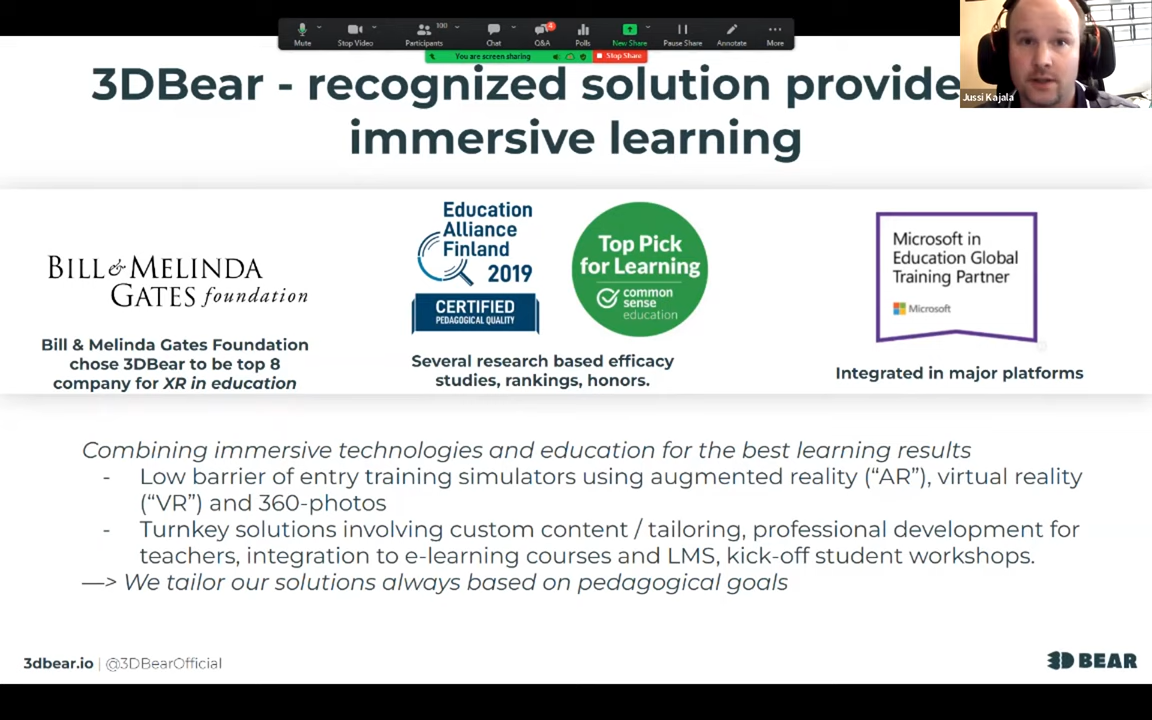 100
4
Mute
Stop Video
Participants
Chat
Q&A
Polls
New Share
Pause Share
Annotate
More
You are screen sharing
Stop Share
Jussi Kajala
3DBear - recognized solution provide
immersive learning
BILL & MELINDA
GATES foundation
Bill & Melinda Gates Foundation
chose 3DBear to be top 8
company for XR in education
Education
Alliance
Finland
2019
CERTIFIED
PEDAGOGICAL QUALITY
Top Pick
for Learning
common
sense
education
Several research based efficacy
studies, rankings, honors.
Microsoft in
Education Global
Training Partner
Microsoft
Integrated in major platforms
Combining immersive technologies and education for the best learning results
- Low barrier of entry training simulators using augmented reality (“AR”), virtual reality
(“VR”) and 360-photos
- Turnkey solutions involving custom content / tailoring, professional development for
teachers, integration to e-learning courses and LMS, kick-off student workshops.
—> We tailor our solutions always based on pedagogical goals
3dbear.io | @3DBearOfficial
3D BEAR